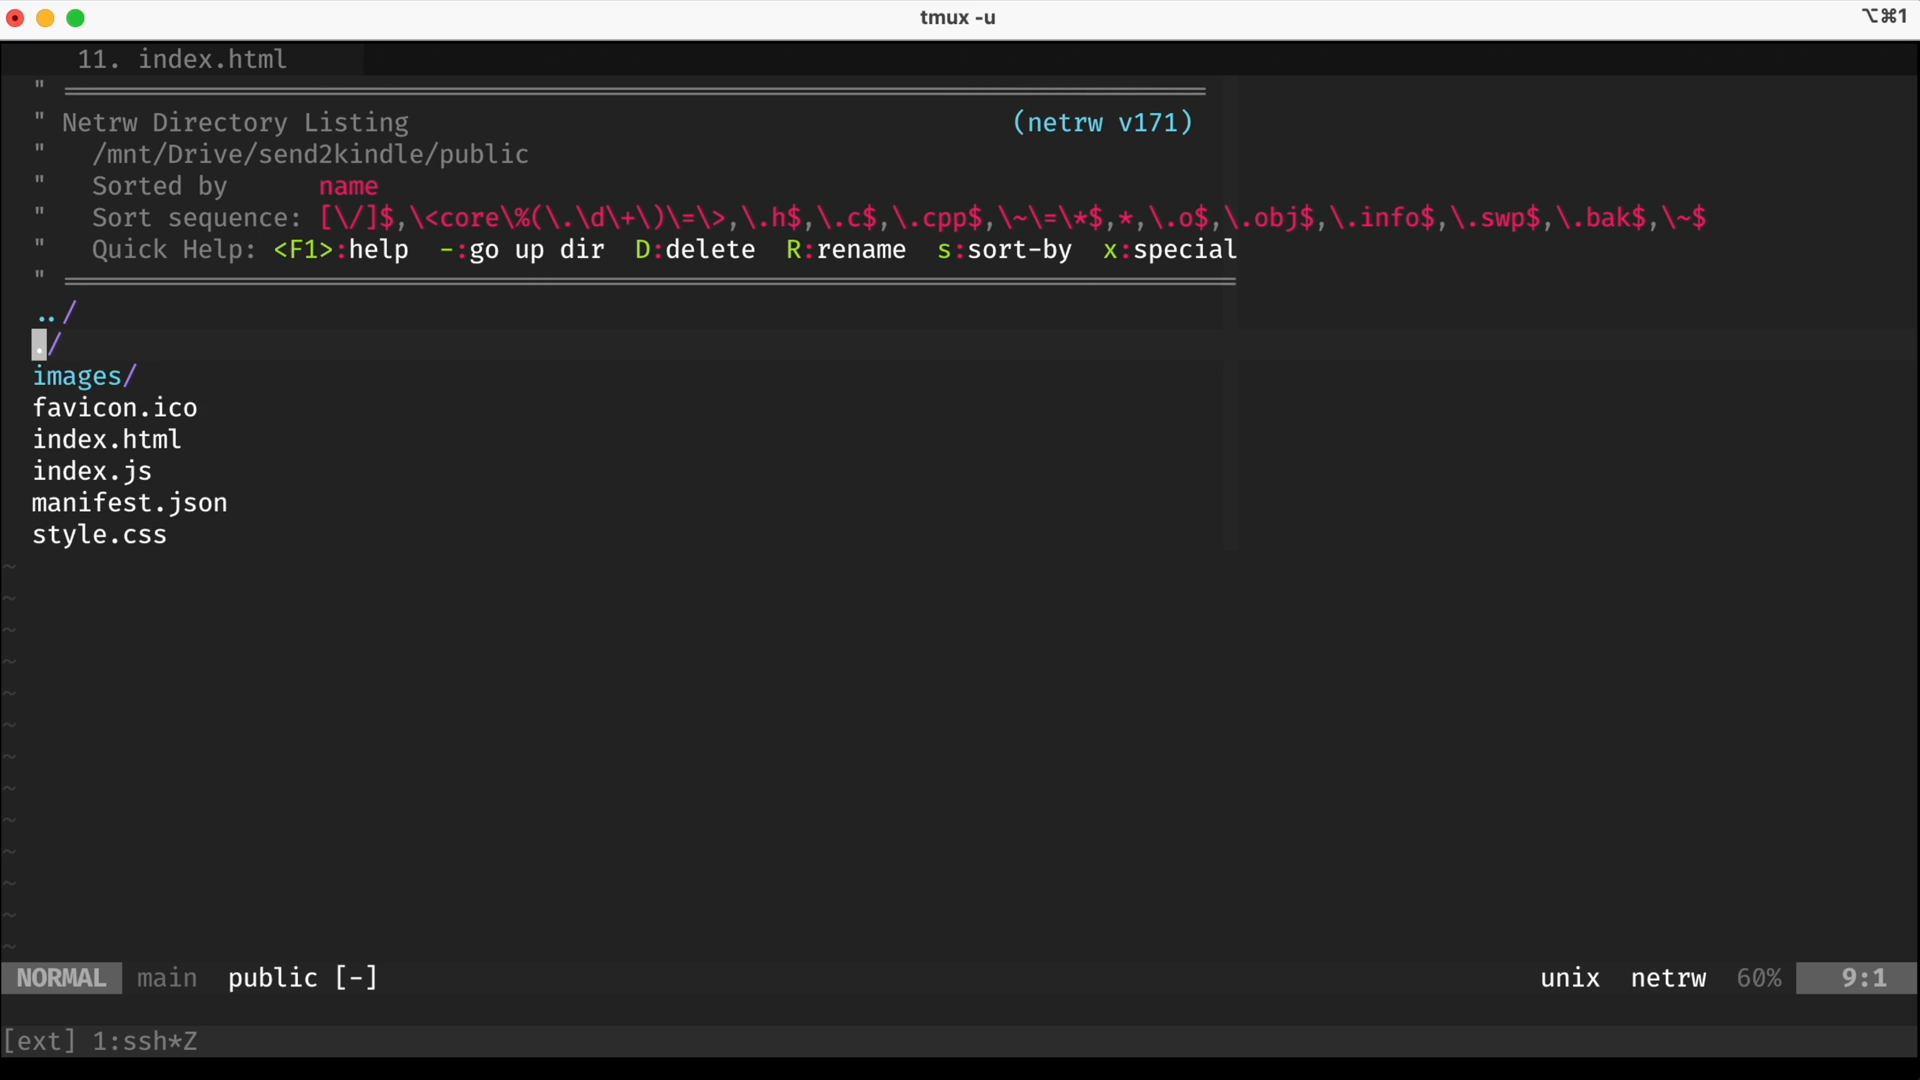 tmux -u
⌥⌘1
11. index.html
" ============================================================================
" Netrw Directory Listing                                        (netrw v171)
"   /mnt/Drive/send2kindle/public
"   Sorted by      name
"   Sort sequence: [\/]$,\<core\%(\.\d\+\)\=\>,\.h$,\.c$,\.cpp$,\~\=\*$,*,\.o$,\.obj$,\.info$,\.swp$,\.bak$,\~$
"   Quick Help: <F1>:help  -:go up dir  D:delete  R:rename  s:sort-by  x:special
" ==============================================================================
../
./
images/
favicon.ico
index.html
index.js
manifest.json
style.css
~
~
~
~
~
~
~
~
~
~
~
~
~
NORMAL main public [-] unix netrw 60% 9:1
[ext] 1:ssh*Z